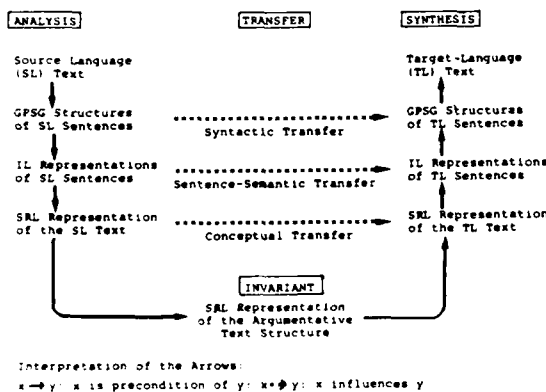 ANALYSIS TRANSFER SYNTHESIS
Source Language Target-Language
(SL) Text (TL) Text
GPSG Structures GPSG Structures
of SL Sentences of TL Sentences
Syntactic Transfer
IL Representations IL Representations
of SL Sentences of TL Sentences
Sentence-Semantic Transfer
SRL Representation SRL Representation
of the SL Text of the TL Text
Conceptual Transfer
INVARIANT
SRL Representation
of the Argumentative
Text Structure
Interpretation of the Arrows:
x → y: x is precondition of y; x••▶ y: x influences y